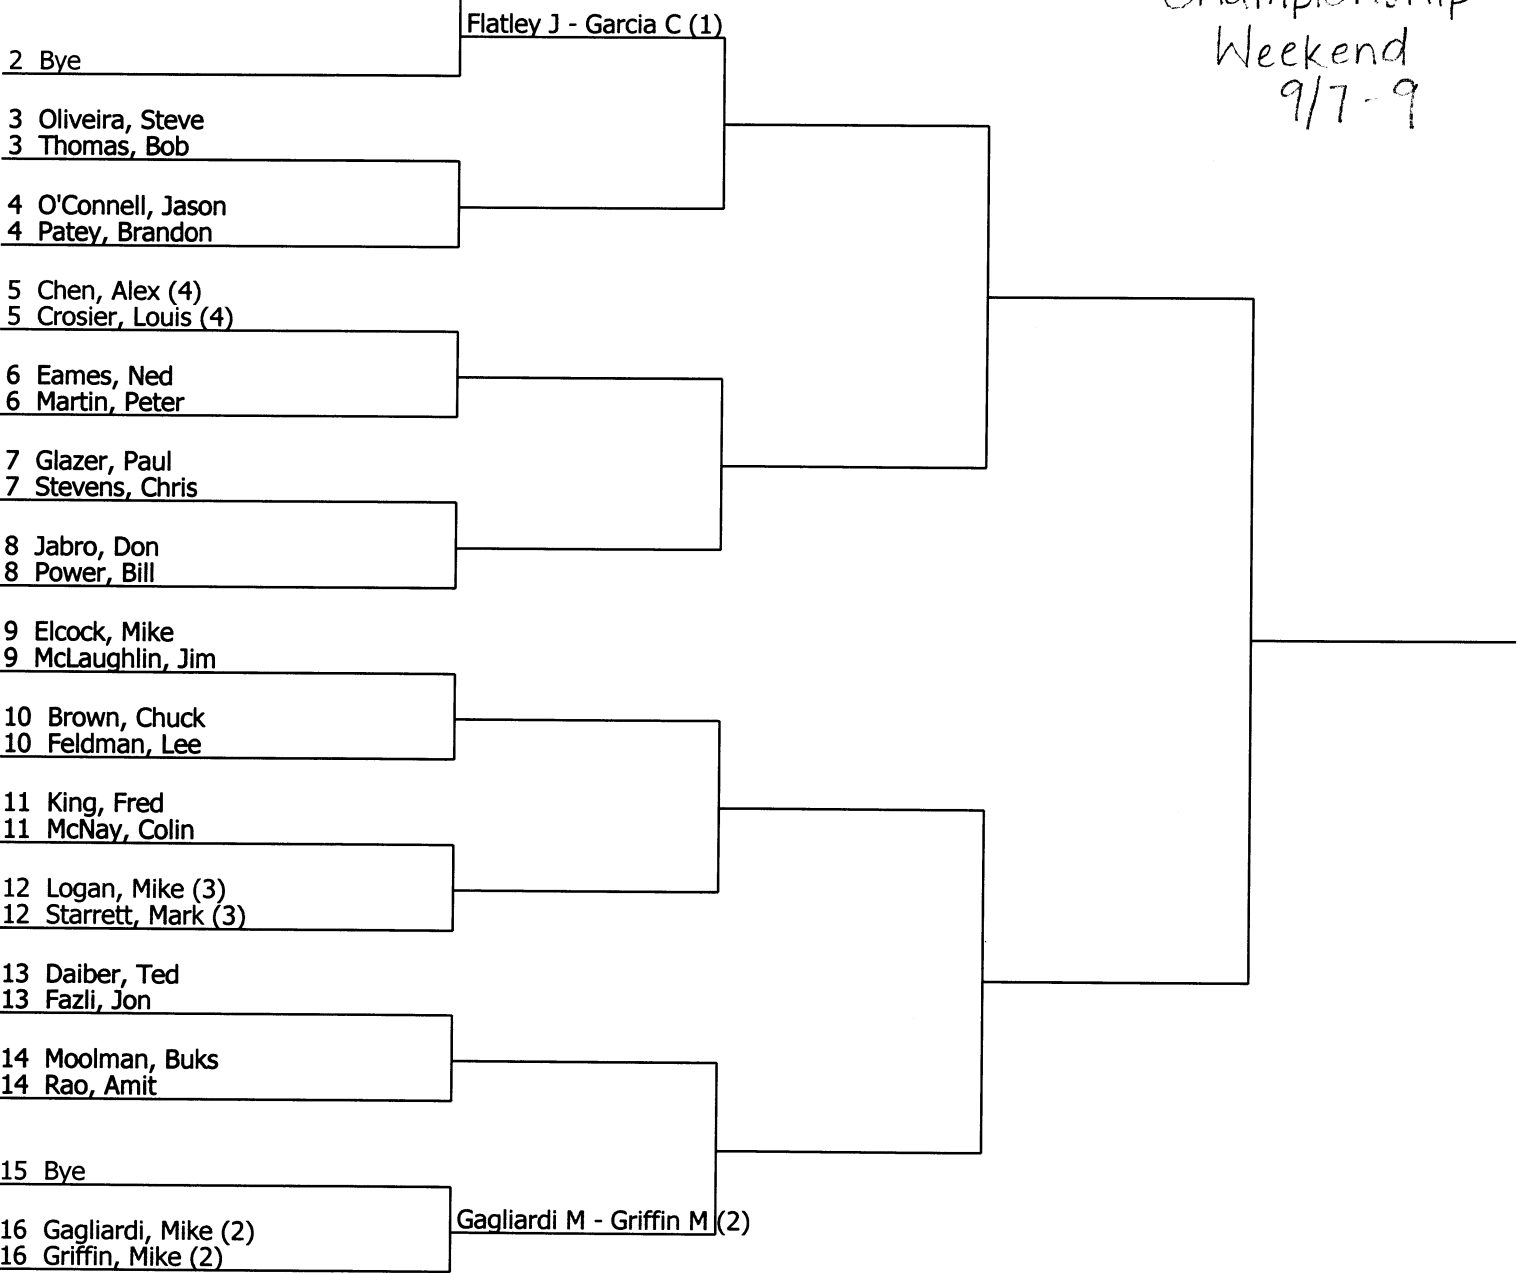 Championship
Weekend
9/7-9
Flatley J - Garcia C (1)
2 Bye
3 Oliveira, Steve
3 Thomas, Bob
4 O'Connell, Jason
4 Patey, Brandon
5 Chen, Alex (4)
5 Crosier, Louis (4)
6 Eames, Ned
6 Martin, Peter
7 Glazer, Paul
7 Stevens, Chris
8 Jabro, Don
8 Power, Bill
9 Elcock, Mike
9 McLaughlin, Jim
10 Brown, Chuck
10 Feldman, Lee
11 King, Fred
11 McNay, Colin
12 Logan, Mike (3)
12 Starrett, Mark (3)
13 Daiber, Ted
13 Fazli, Jon
14 Moolman, Buks
14 Rao, Amit
15 Bye
Gagliardi M - Griffin M (2)
16 Gagliardi, Mike (2)
16 Griffin, Mike (2)